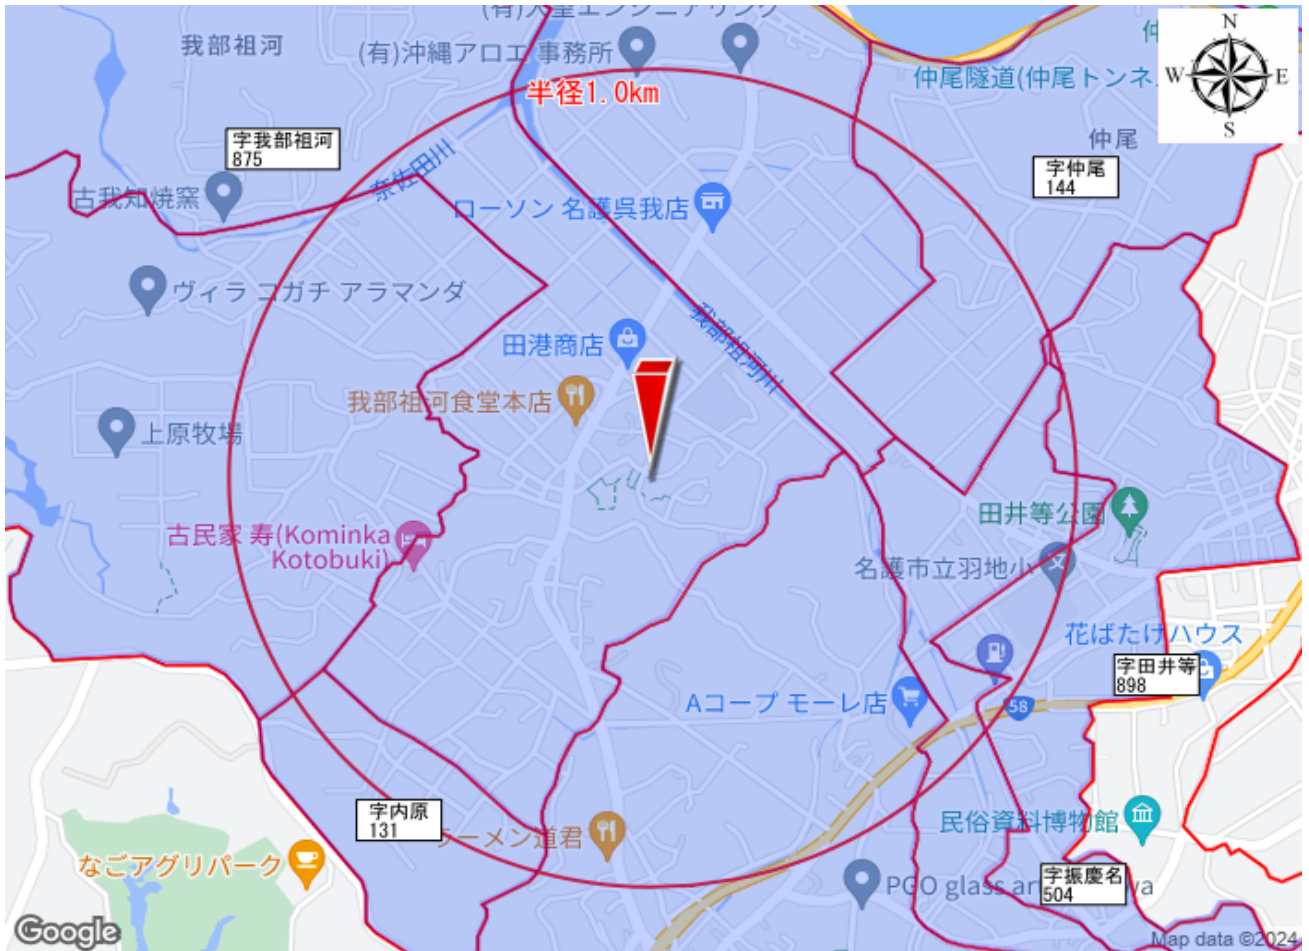 (有)大
エンジニアリング
我部祖河
(有)沖縄アロエ 事務所
仲
N
W
E
S
仲尾隧道(仲尾トンネ
半径1.0km
字我部祖河
875
奈佐田川
仲尾
字仲尾
144
古我知焼窯
ローソン 名護呉我店
ヴィラ コガチ アラマンダ
我部祖河川
田港商店
我部祖河食堂本店
上原牧場
田井等公園
古民家 寿(Kominka
Kotobuki)
名護市立羽地小
花ばたけハウス
字田井等
898
Aコープ モーレ店
58
字内原
131
ラーメン道君
民俗資料博物館
なごアグリパーク
字振慶名
504
PGO glass ar
wa
Google
Map data ©2024